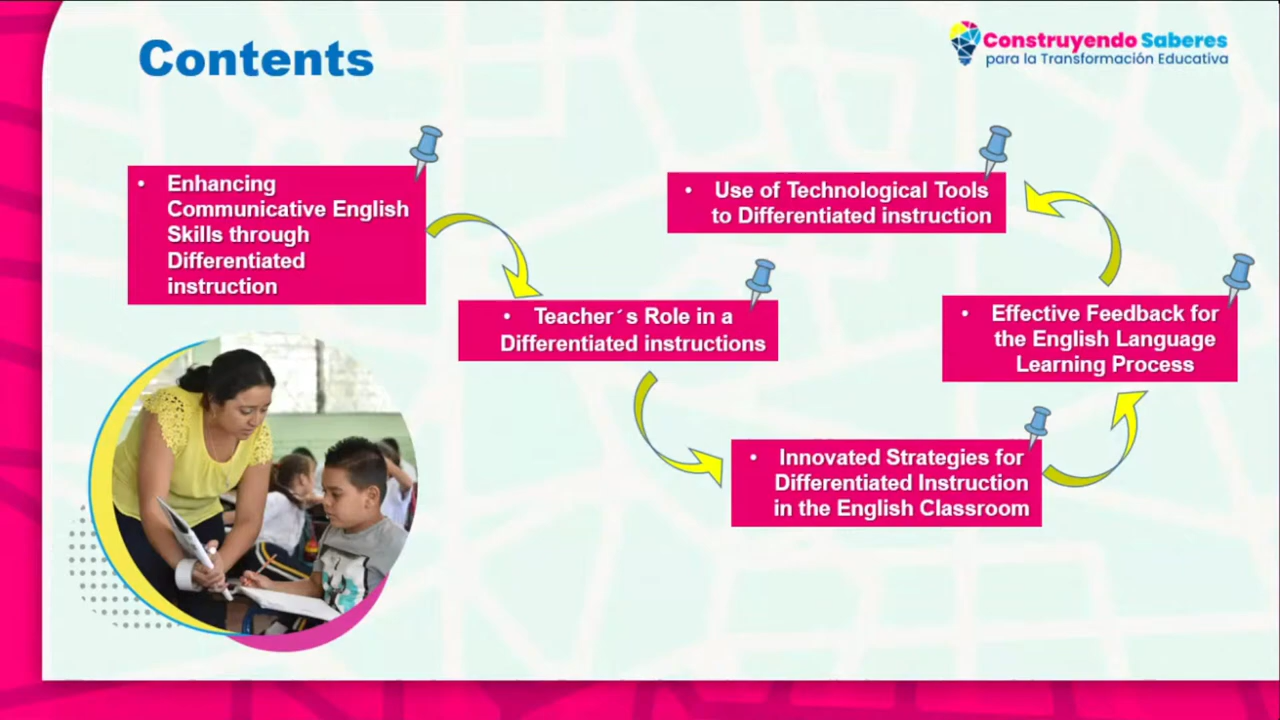 Contents
Construyendo Saberes
para la Transformación Educativa
• Enhancing
Communicative English
Skills through
Differentiated
instruction
• Teacher´s Role in a
Differentiated instructions
• Innovated Strategies for
Differentiated Instruction
in the English Classroom
• Effective Feedback for
the English Language
Learning Process
• Use of Technological Tools
to Differentiated instruction